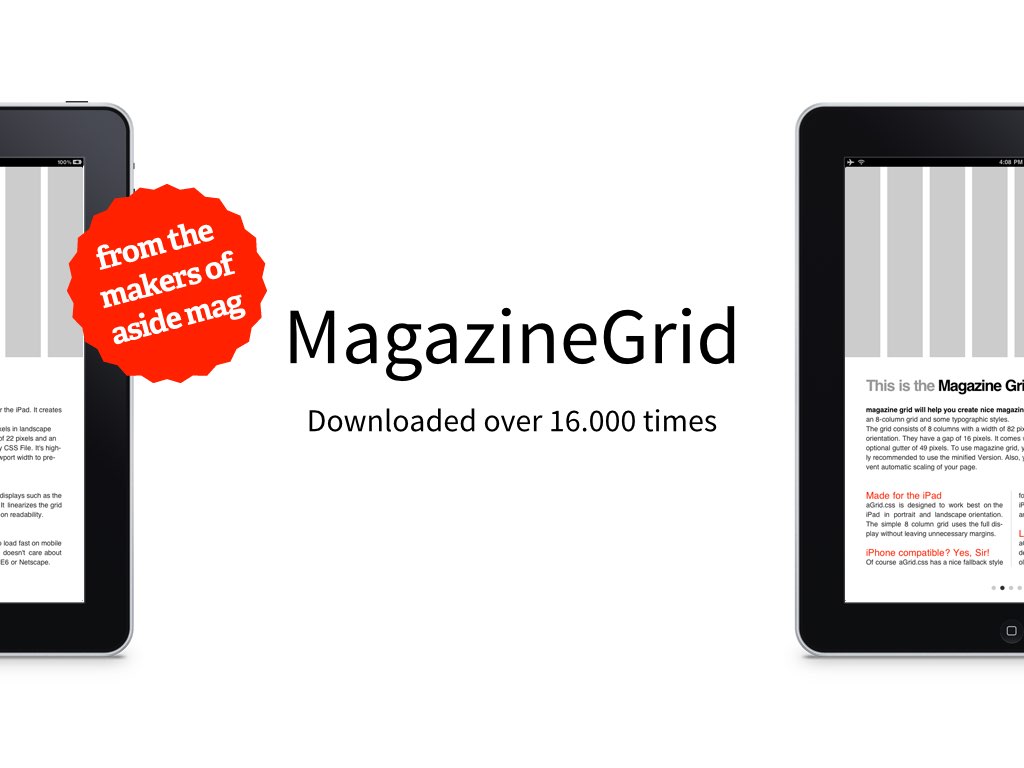 100%
r the iPad. It creates
xels in landscape
of 22 pixels and an
y CSS File. It's high-
wport width to pre-
displays such as the
It linearizes the grid
on readability.
o load fast on mobile
doesn't care about
E6 or Netscape.
from the
makers of
aside mag
MagazineGrid
Downloaded over 16.000 times
4:08 PM
This is the Magazine Gri
magazine grid will help you create nice magazin
an 8-column grid and some typographic styles.
The grid consists of 8 columns with a width of 82 pi
orientation. They have a gap of 16 pixels. It comes
optional gutter of 49 pixels. To use magazine grid, y
ly recommended to use the minified Version. Also, y
vent automatic scaling of your page.
Made for the iPad
aGrid.css is designed to work best on the
iPad in portrait and landscape orientation.
The simple 8 column grid uses the full dis-
play without leaving unnecessary margins.
iPhone compatible? Yes, Sir!
Of course aGrid.css has a nice fallback style